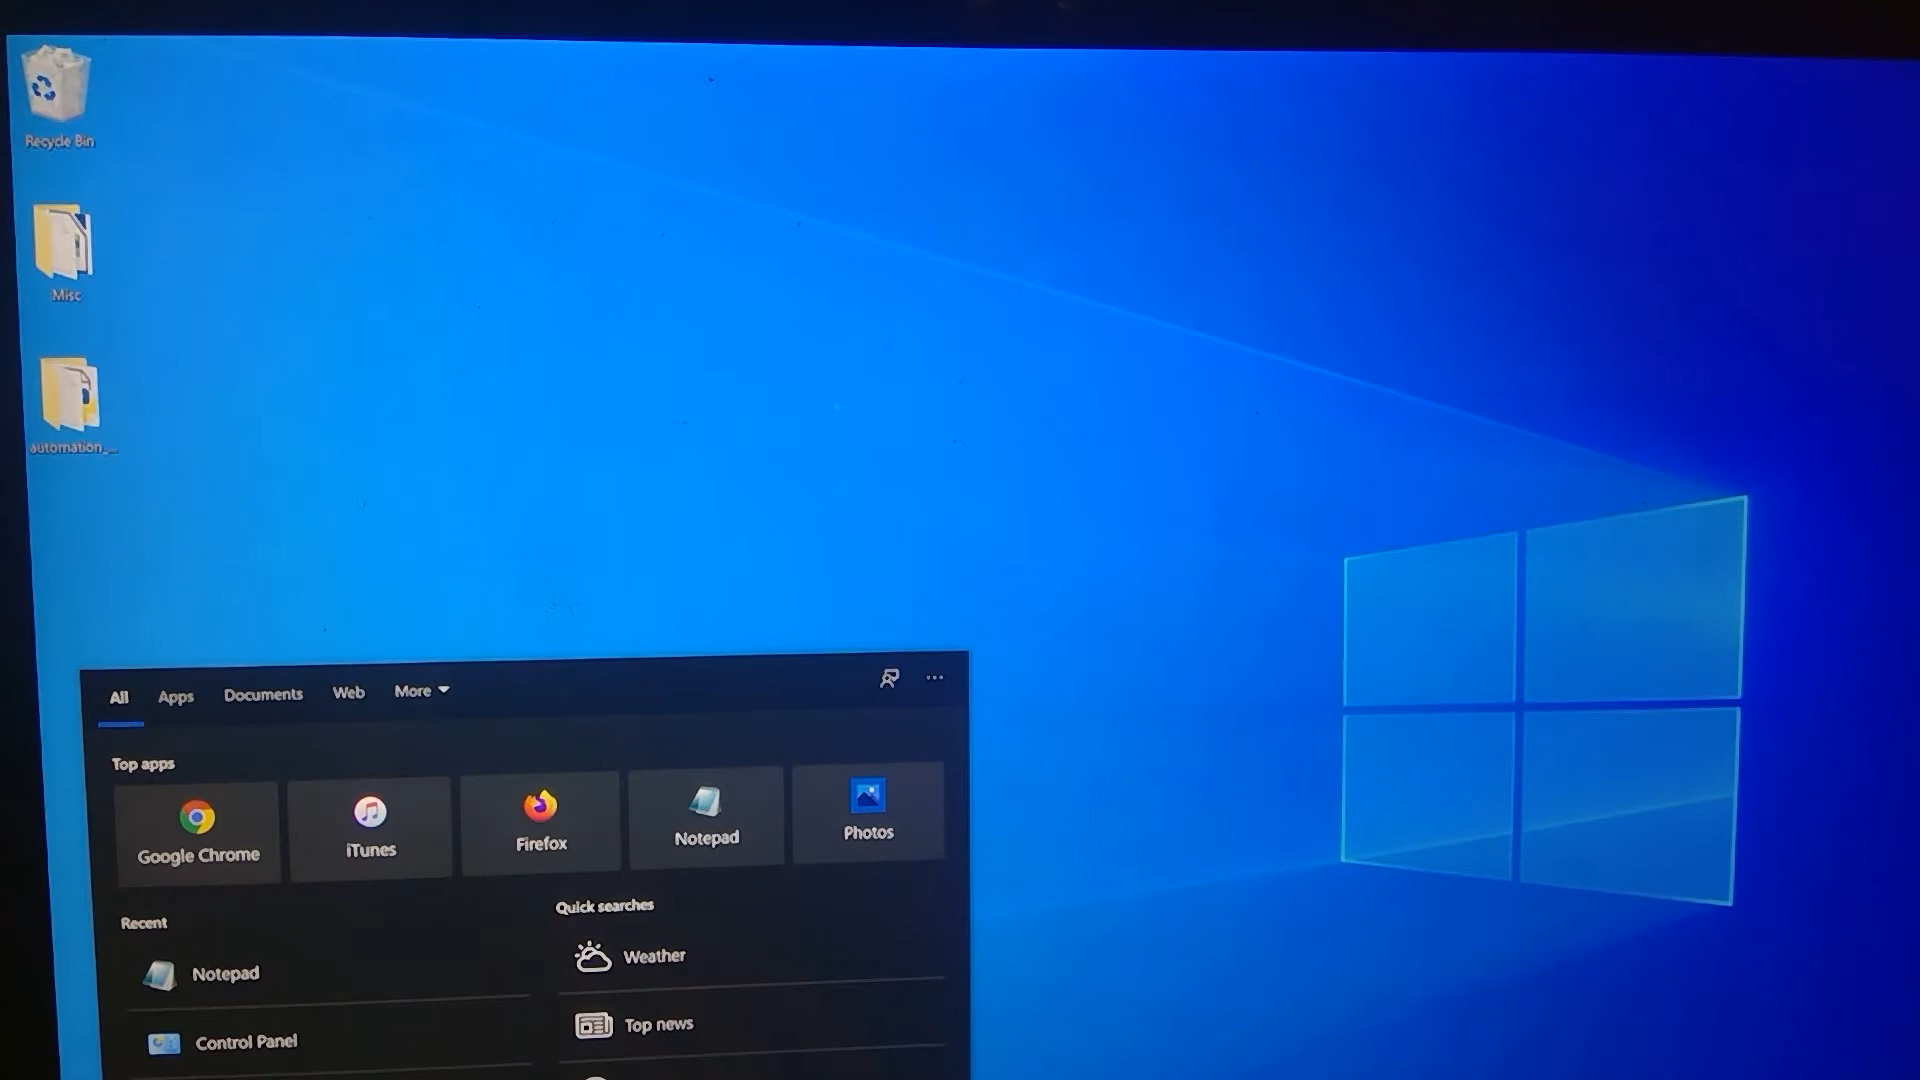 Recycle Bin
Misc
automation_...
All Apps Documents Web More
Top apps
Google Chrome iTunes Firefox Notepad Photos
Recent
Notepad
Control Panel
Quick searches
Weather
Top news